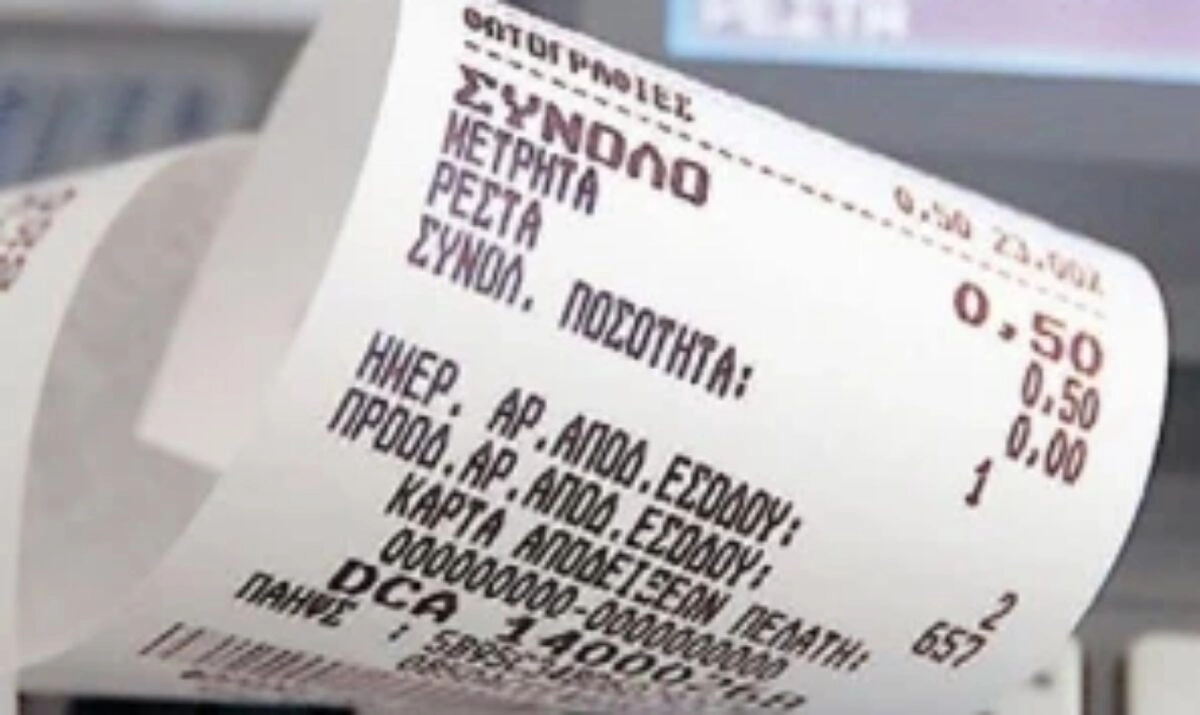 ΦΩΤΟΓΡΑΦΙΕΣ
0,50 23,00%
ΣΥΝΟΛΟ 0,50
ΜΕΤΡΗΤΑ 0,50
ΡΕΣΤΑ 0,00
ΣΥΝΟΛ. ΠΟΣΟΤΗΤΑ: 1
ΗΜΕΡ. ΑΡ.ΑΠΟΔ.ΕΣΟΔΟΥ: 2
ΠΡΟΟΔ.ΑΡ.ΑΠΟΔ.ΕΣΟΔΟΥ: 657
ΚΑΡΤΑ ΑΠΟΔΕΙΞΕΩΝ ΠΕΛΑΤΗ:
000000000-0000000000
DCA
ΠΛΗΨΣ :